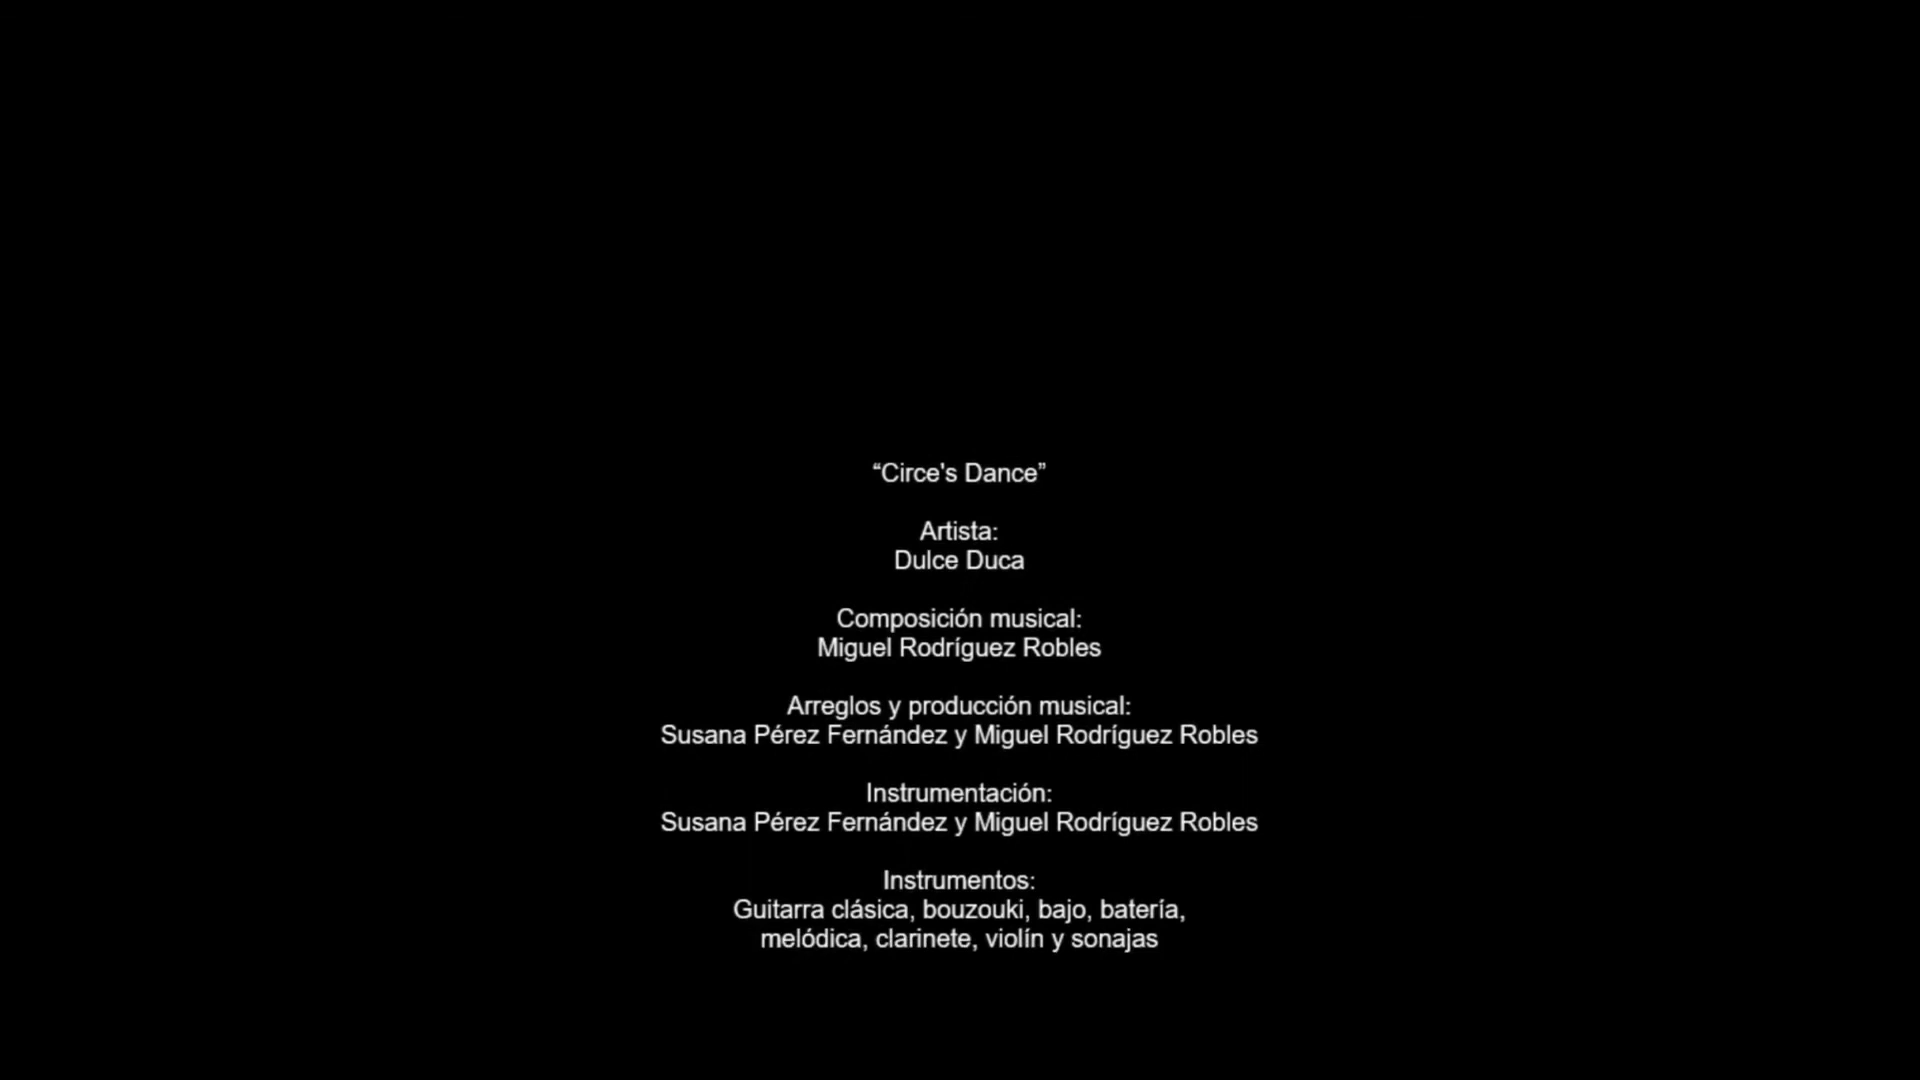 “Circe's Dance”
Artista:
Dulce Duca
Composición musical:
Miguel Rodríguez Robles
Arreglos y producción musical:
Susana Pérez Fernández y Miguel Rodríguez Robles
Instrumentación:
Susana Pérez Fernández y Miguel Rodríguez Robles
Instrumentos:
Guitarra clásica, bouzouki, bajo, batería,
melódica, clarinete, violín y sonajas